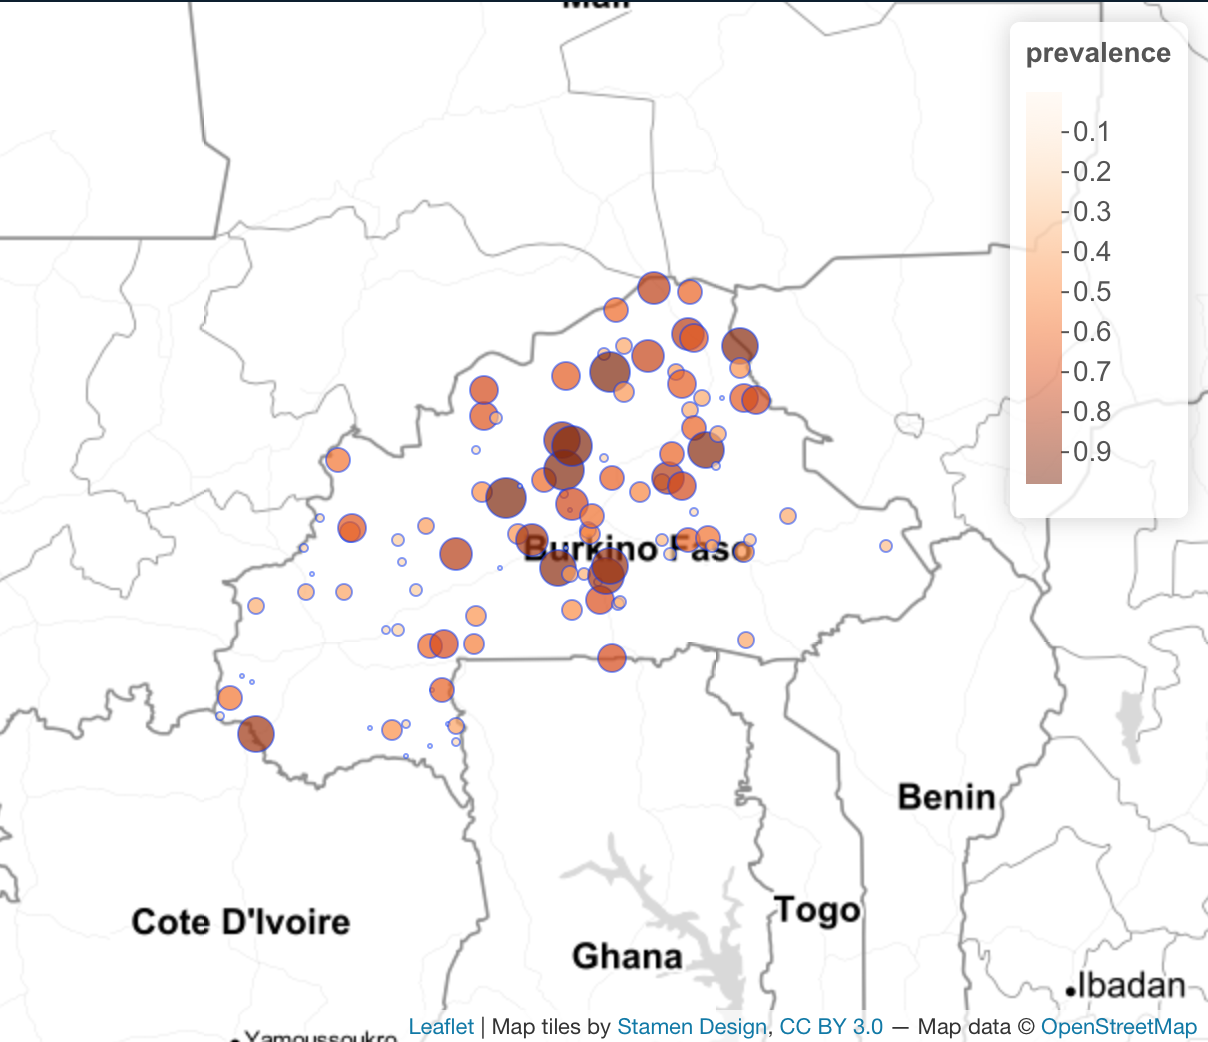 Mali
prevalence
0.1
0.2
0.3
0.4
0.5
0.6
0.7
0.8
0.9
Burkino Faso
Benin
Togo
Cote D'Ivoire
Ghana
Ibadan
Leaflet | Map tiles by Stamen Design, CC BY 3.0 — Map data © OpenStreetMap
Yamoussoukro